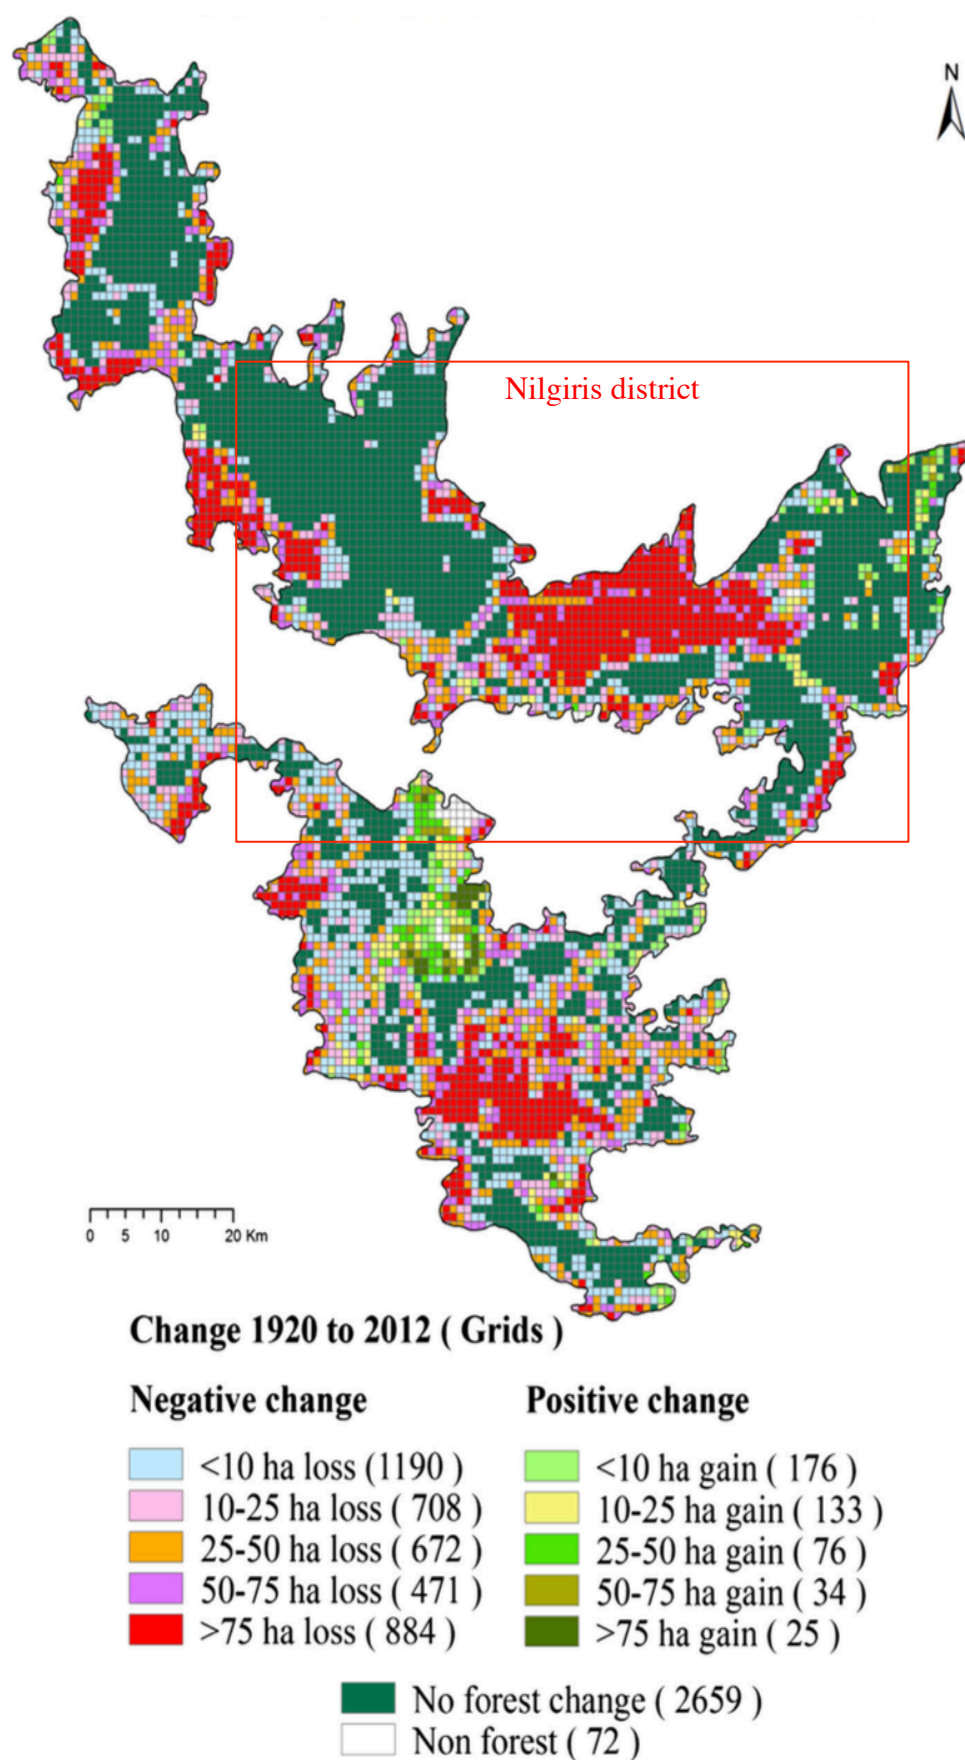 N
Nilgiris district
0 5 10 20 Km
Change 1920 to 2012 ( Grids )
Negative change
<10 ha loss (1190 )
10-25 ha loss ( 708 )
25-50 ha loss ( 672 )
50-75 ha loss ( 471 )
>75 ha loss ( 884 )
Positive change
<10 ha gain ( 176 )
10-25 ha gain ( 133 )
25-50 ha gain ( 76 )
50-75 ha gain ( 34 )
>75 ha gain ( 25 )
No forest change ( 2659 )
Non forest ( 72 )